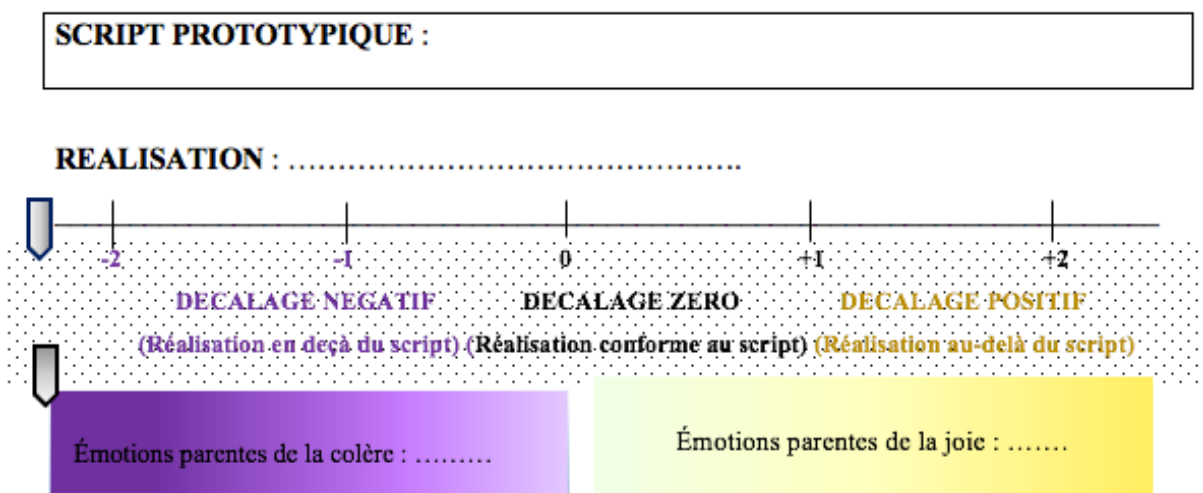 SCRIPT PROTOTYPIQUE :
REALISATION : ……………………………………….
-2 -1 0 +1 +2
DECALAGE NEGATIF DECALAGE ZERO DECALAGE POSITIF
(Réalisation en deçà du script) (Réalisation conforme au script) (Réalisation au-delà du script)
Émotions parentes de la colère : ……… Émotions parentes de la joie : …….